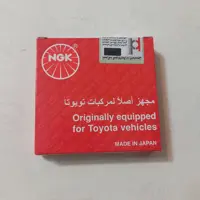 NGK
مجهز أصلاً لمركبات تويوتا
Originally equipped
for Toyota vehicles
MADE IN JAPAN